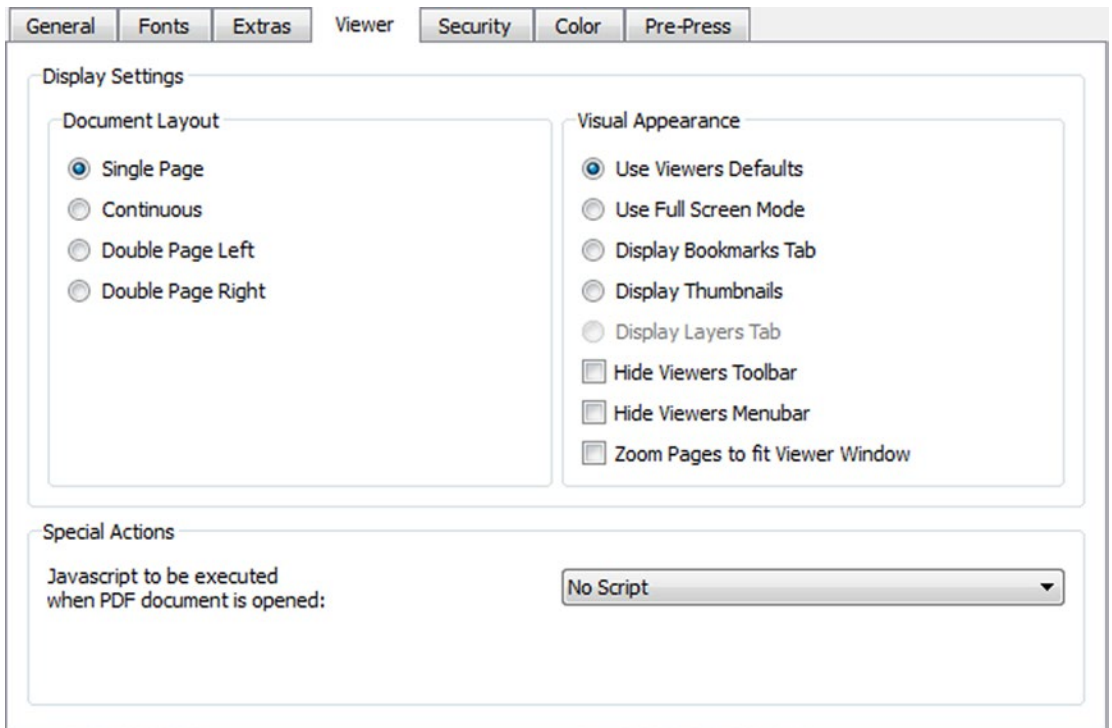 General Fonts Extras Viewer Security Color Pre-Press
Display Settings
Document Layout
Single Page
Continuous
Double Page Left
Double Page Right
Visual Appearance
Use Viewers Defaults
Use Full Screen Mode
Display Bookmarks Tab
Display Thumbnails
Display Layers Tab
Hide Viewers Toolbar
Hide Viewers Menubar
Zoom Pages to fit Viewer Window
Special Actions
Javascript to be executed
when PDF document is opened:
No Script